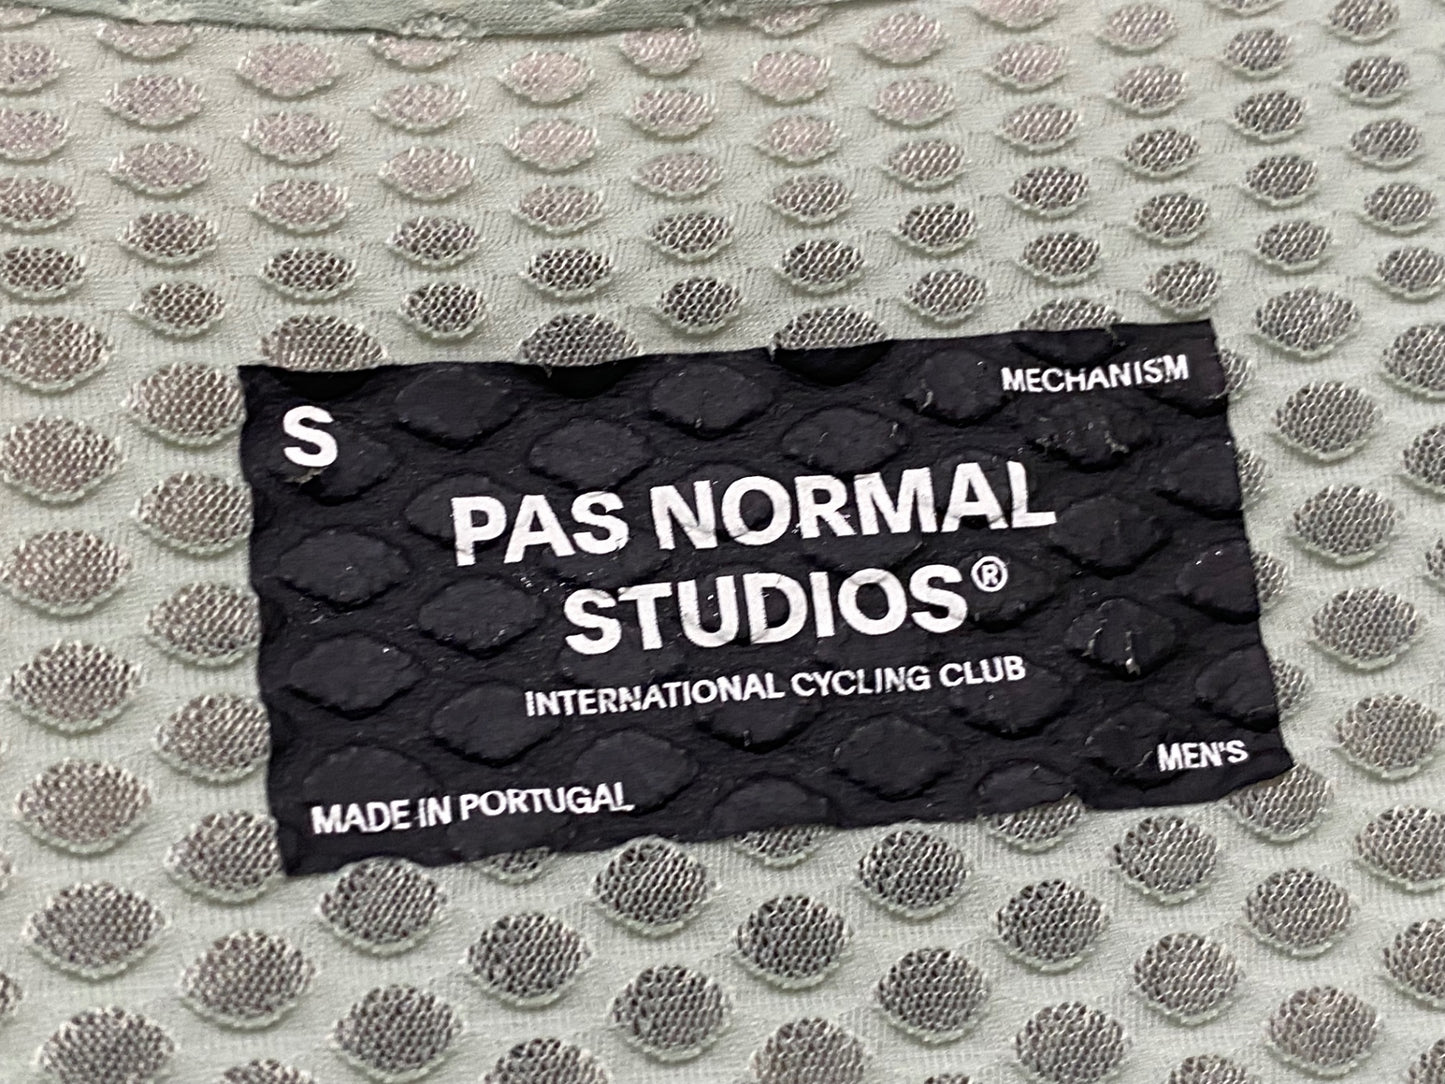 S
MECHANISM
PAS NORMAL
STUDIOS®
INTERNATIONAL CYCLING CLUB
MADE IN PORTUGAL
MEN'S